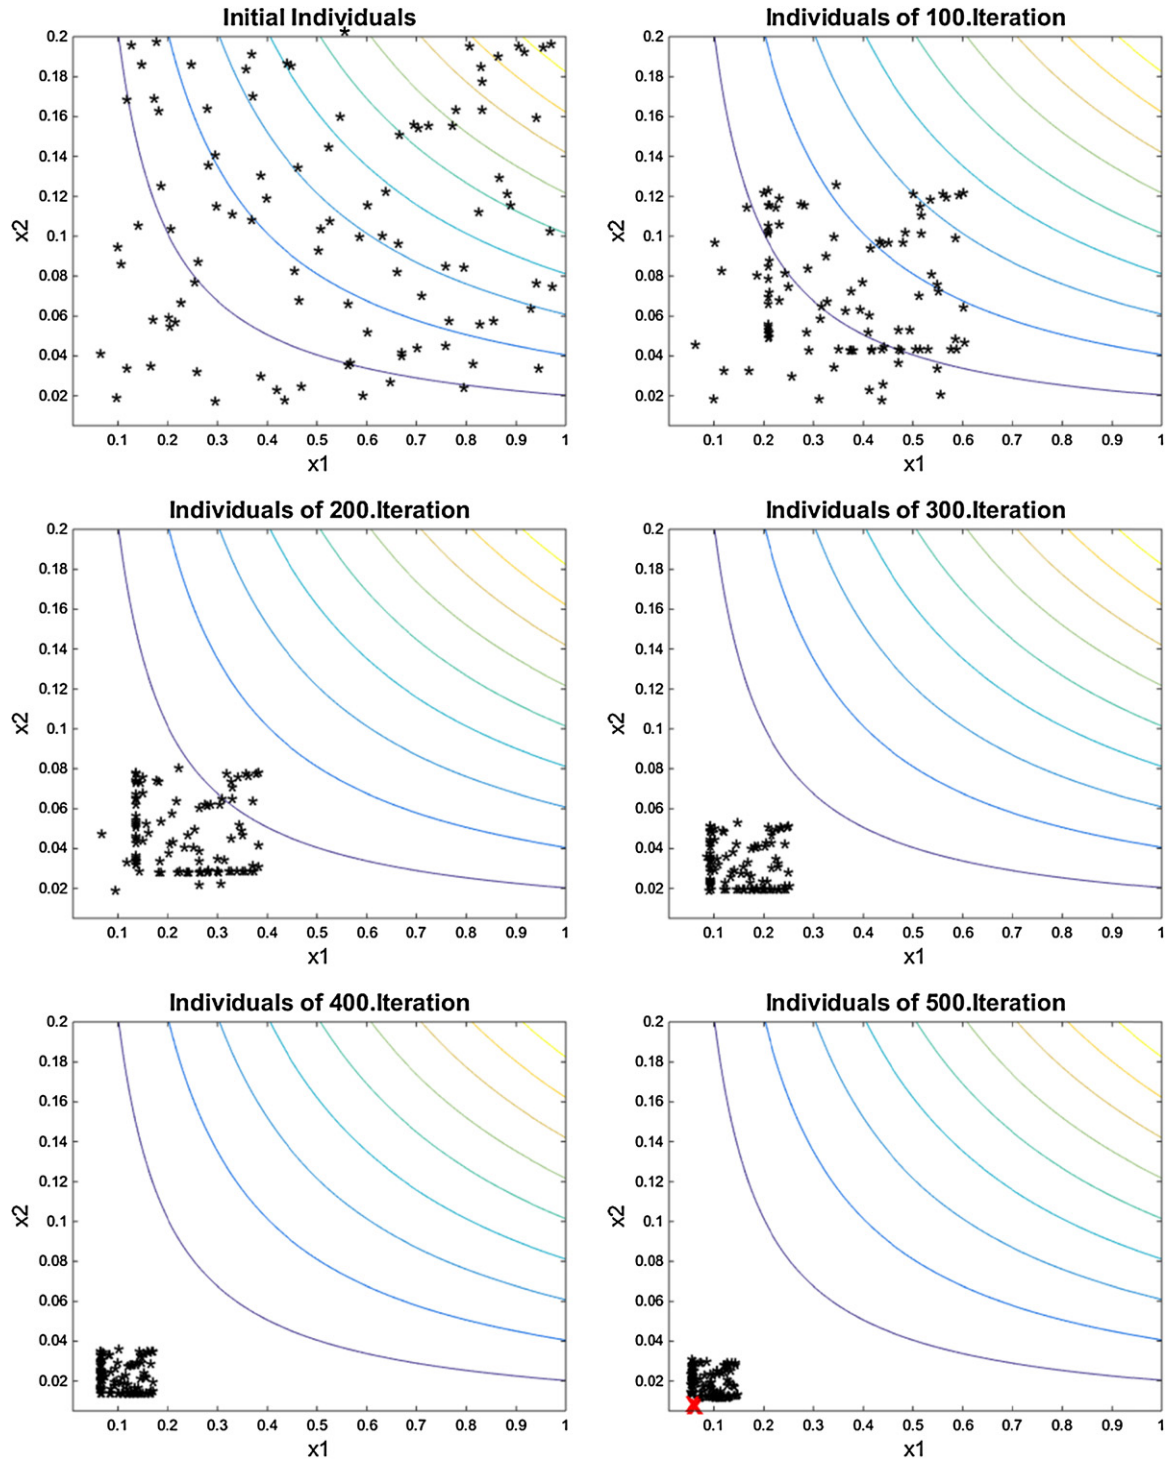 Initial Individuals
0.2
0.18
0.16
0.14
0.12
0.1
0.08
0.06
0.04
0.02
x2
0.1 0.2 0.3 0.4 0.5 0.6 0.7 0.8 0.9 1
x1
Individuals of 100.Iteration
0.2
0.18
0.16
0.14
0.12
0.1
0.08
0.06
0.04
0.02
x2
0.1 0.2 0.3 0.4 0.5 0.6 0.7 0.8 0.9 1
x1
Individuals of 200.Iteration
0.2
0.18
0.16
0.14
0.12
0.1
0.08
0.06
0.04
0.02
x2
0.1 0.2 0.3 0.4 0.5 0.6 0.7 0.8 0.9 1
x1
Individuals of 300.Iteration
0.2
0.18
0.16
0.14
0.12
0.1
0.08
0.06
0.04
0.02
x2
0.1 0.2 0.3 0.4 0.5 0.6 0.7 0.8 0.9 1
x1
Individuals of 400.Iteration
0.2
0.18
0.16
0.14
0.12
0.1
0.08
0.06
0.04
0.02
x2
0.1 0.2 0.3 0.4 0.5 0.6 0.7 0.8 0.9 1
x1
Individuals of 500.Iteration
0.2
0.18
0.16
0.14
0.12
0.1
0.08
0.06
0.04
0.02
x2
0.1 0.2 0.3 0.4 0.5 0.6 0.7 0.8 0.9 1
x1